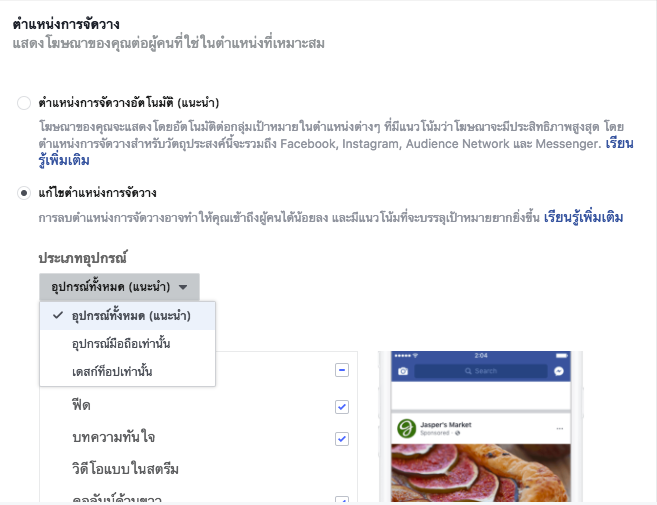 ตำแหน่งการจัดวาง
แสดงโฆษณาของคุณต่อผู้คนที่ใช่ในตำแหน่งที่เหมาะสม
ตำแหน่งการจัดวางอัตโนมัติ (แนะนำ)
โฆษณาของคุณจะแสดงโดยอัตโนมัติต่อกลุ่มเป้าหมายในตำแหน่งต่างๆ ที่มีแนวโน้มว่าโฆษณาจะมีประสิทธิภาพสูงสุด โดย
ตำแหน่งการจัดวางสำหรับวัตถุประสงค์นี้จะรวมถึง Facebook, Instagram, Audience Network และ Messenger. เรียน
รู้เพิ่มเติม
แก้ไขตำแหน่งการจัดวาง
การลบตำแหน่งการจัดวางอาจทำให้คุณเข้าถึงผู้คนได้น้อยลง และมีแนวโน้มที่จะบรรลุเป้าหมายยากยิ่งขึ้น เรียนรู้เพิ่มเติม
ประเภทอุปกรณ์
อุปกรณ์ทั้งหมด (แนะนำ)
อุปกรณ์ทั้งหมด (แนะนำ)
อุปกรณ์มือถือเท่านั้น
เดสก์ท็อปเท่านั้น
ฟีด
บทความทันใจ
วิดีโอแบบในสตรีม
คอลัมน์ด้านขวา
2:04
Search
Jasper's Market
Sponsored